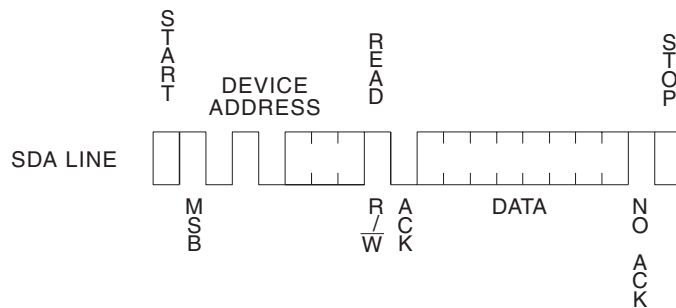 START
DEVICE
ADDRESS
READ
STOP
SDA LINE
MSB
R/W
ACK
DATA
NO ACK